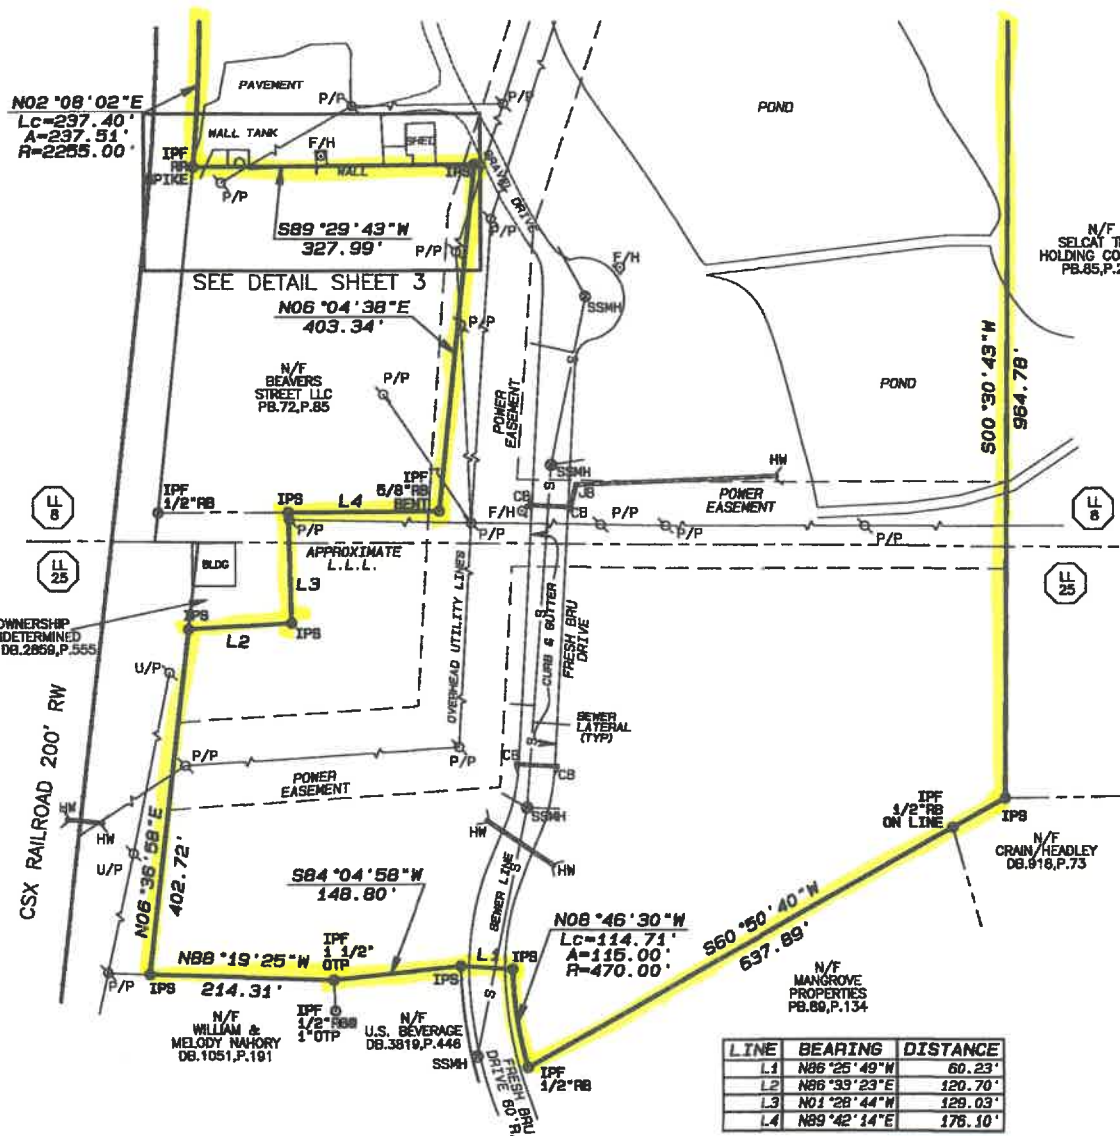 PAVEMENT
POND
N02°08'02"E
Lc=237.40'
A=237.51'
R=2255.00'
P/P
P/P
WALL TANK
F/H
SHED
IPF
RR
SPIKE
WALL
IPS
GRAVEL DRIVE
P/P
S89°29'43"W
327.99'
P/P
P/P
F/H
N/F
SELCAT
HOLDING
SEE DETAIL SHEET 3
SSMH
N06°04'38"E
403.34'
P/P
N/F
BEAVERS
STREET LLC
PB.72,P.85
P/P
POWER
EASEMENT
POND
S00°30'43"W
964.78'
S
SSMH
HW
IPF
1/2"RB
IPS
L4
IPF
5/8"RB
BENT
CB
JB
POWER
EASEMENT
LL
8
LL
8
P/P
F/H
CB
P/P
P/P
P/P
P/P
APPROXIMATE
L.L.L.
LL
25
BLDG
L3
LL
25
OWNERSHIP
DB.2859,P.555
IPS
L2
IPS
S
S
CURB & GUTTER
FRESH BRU
DRIVE
OVERHEAD UTILITY LINES
U/P
CSX RAILROAD 200' RW
SEWER
LATERAL
(TYP)
S
P/P
P/P
CB
CB
POWER
EASEMENT
HW
HW
SSMH
HW
HW
U/P
IPF
1/2"RB
ON LINE
IPS
N/F
CRAIN/HEADLEY
DB.918,P.73
N06°36'58"E
402.72'
S84°04'58"W
148.80'
SEWER LINE
S
N08°46'30"W
Lc=114.71'
A=115.00'
R=470.00'
S60°50'40"W
637.89'
N88°19'25"W
214.31'
IPF
1 1/2"
OTP
L1
IPS
IPS
P/P
IPS
S
N/F
MANGROVE
PROPERTIES
PB.89,P.134
N/F
WILLIAM &
MELODY NAHORY
DB.1051,P.191
IPF
1/2"
1"OTP
N/F
U.S. BEVERAGE
DB.3819,P.446
SSMH
FRESH BRU
DRIVE 60'
IPF
1/2"RB
LINE BEARING DISTANCE
L1 N86°25'49"W 60.23'
L2 N86°33'23"E 120.70'
L3 N01°28'44"W 129.03'
L4 N89°42'14"E 176.10'